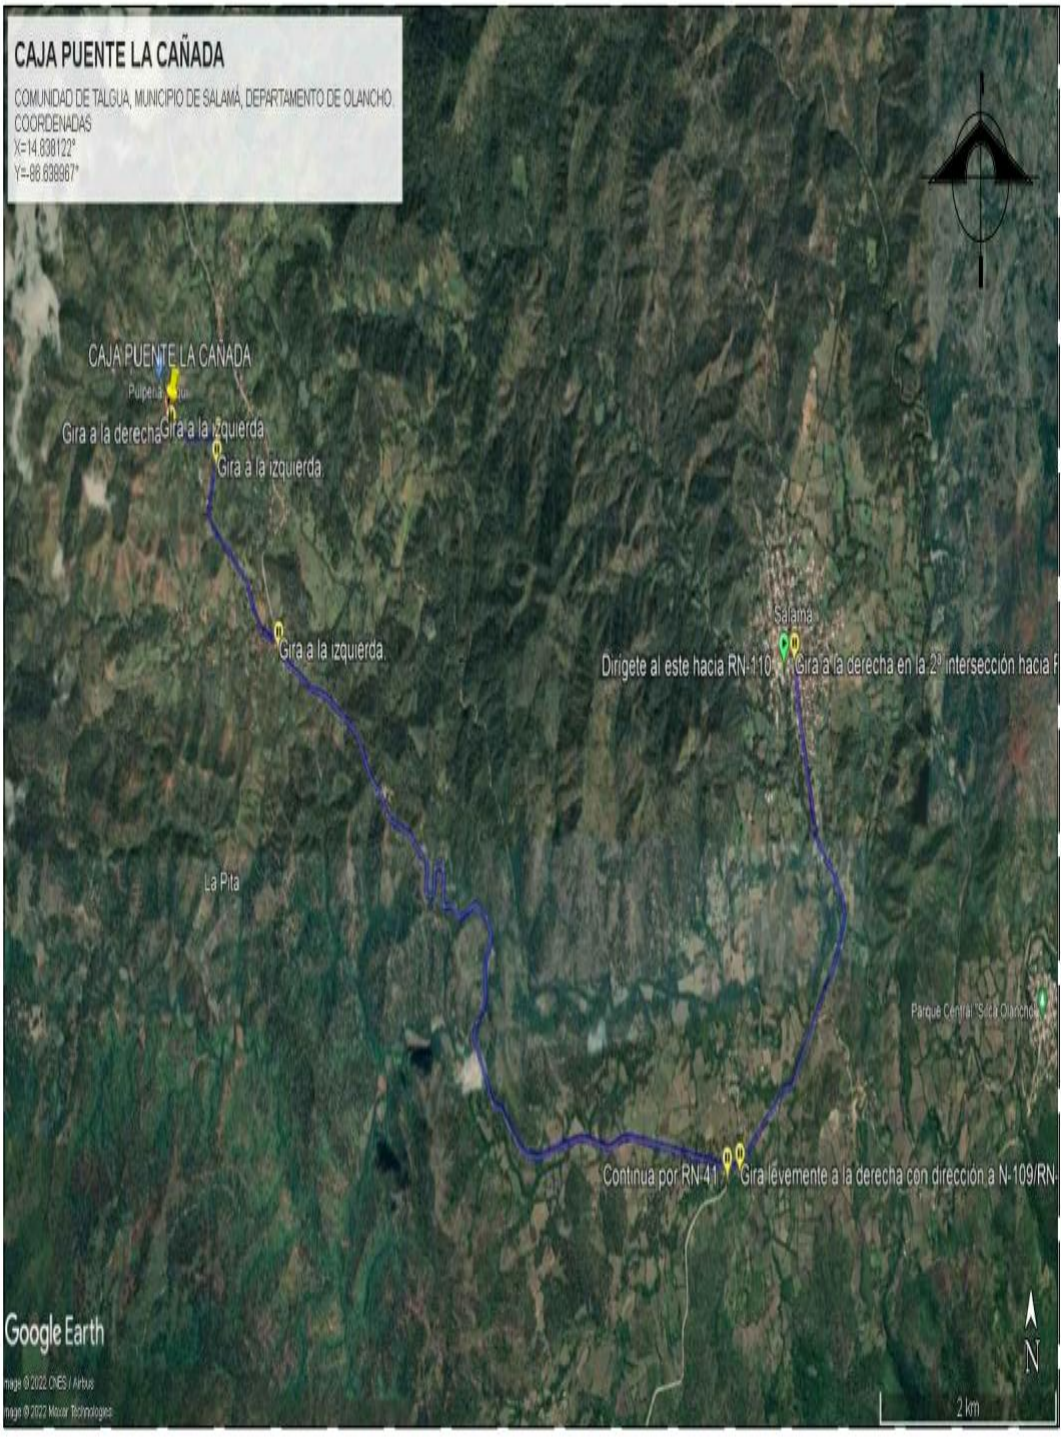 CAJA PUENTE LA CAÑADA
COMUNIDAD DE TALGUA, MUNICIPIO DE SALAMÁ, DEPARTAMENTO DE OLANCHO.
COORDENADAS
X=14.838122°
Y=-86.638967°
CAJA PUENTE LA CAÑADA
Gira a la derecha
Gira a la izquierda
Gira a la izquierda.
Gira a la izquierda.
Salama
Dirígete al este hacia RN-110
Gira a la derecha en la 2ª intersección hacia
La Pita
Parque Central "Silca Olancho
Continua por RN-41
Gira levemente a la derecha con dirección a N-109/RN-
Google Earth
mage © 2022 CNES / Airbus
mage © 2022 Maxar Technologies
N
2 km